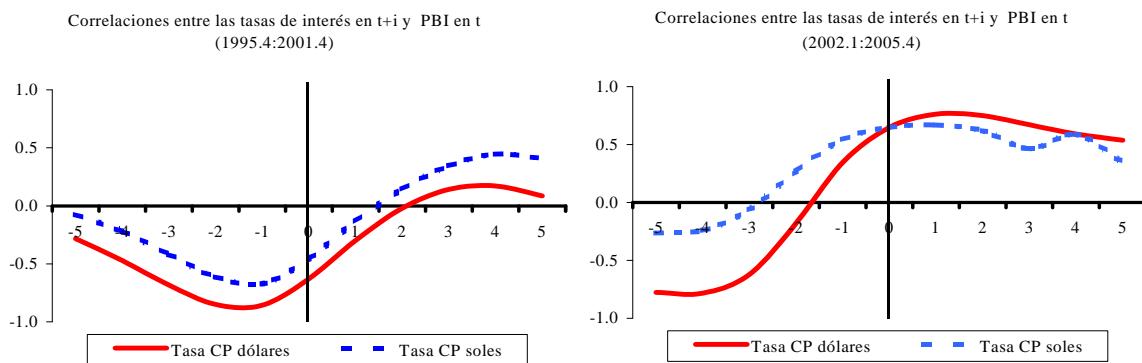 Correlaciones entre las tasas de interés en t+i y PBI en t
(1995.4:2001.4)
1.0
0.5
0.0
-0.5
-1.0
-5 -4 -3 -2 -1 0 1 2 3 4 5
Tasa CP dólares Tasa CP soles
Correlaciones entre las tasas de interés en t+i y PBI en t
(2002.1:2005.4)
1.0
0.5
0.0
-0.5
-1.0
-5 -4 -3 -2 -1 0 1 2 3 4 5
Tasa CP dólares Tasa CP soles